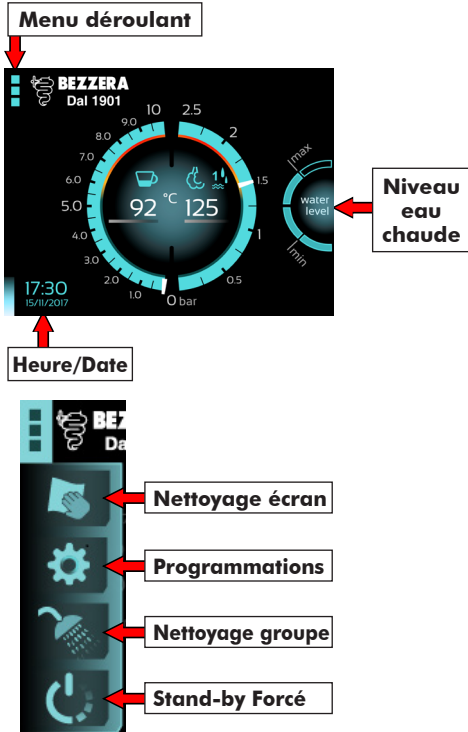 Menu déroulant
BEZZERA
Dal 1901
10
2.5
9.0
2
8.0
max
7.0
6.0
1.5
°C
92
125
5.0
water
level
Niveau
eau
chaude
4.0
1
min
3.0
2.0
0.5
1.0
0 bar
17:30
15/11/2017
Heure/Date
BEZ
Da
Nettoyage écran
Programmations
Nettoyage groupe
Stand-by Forcé